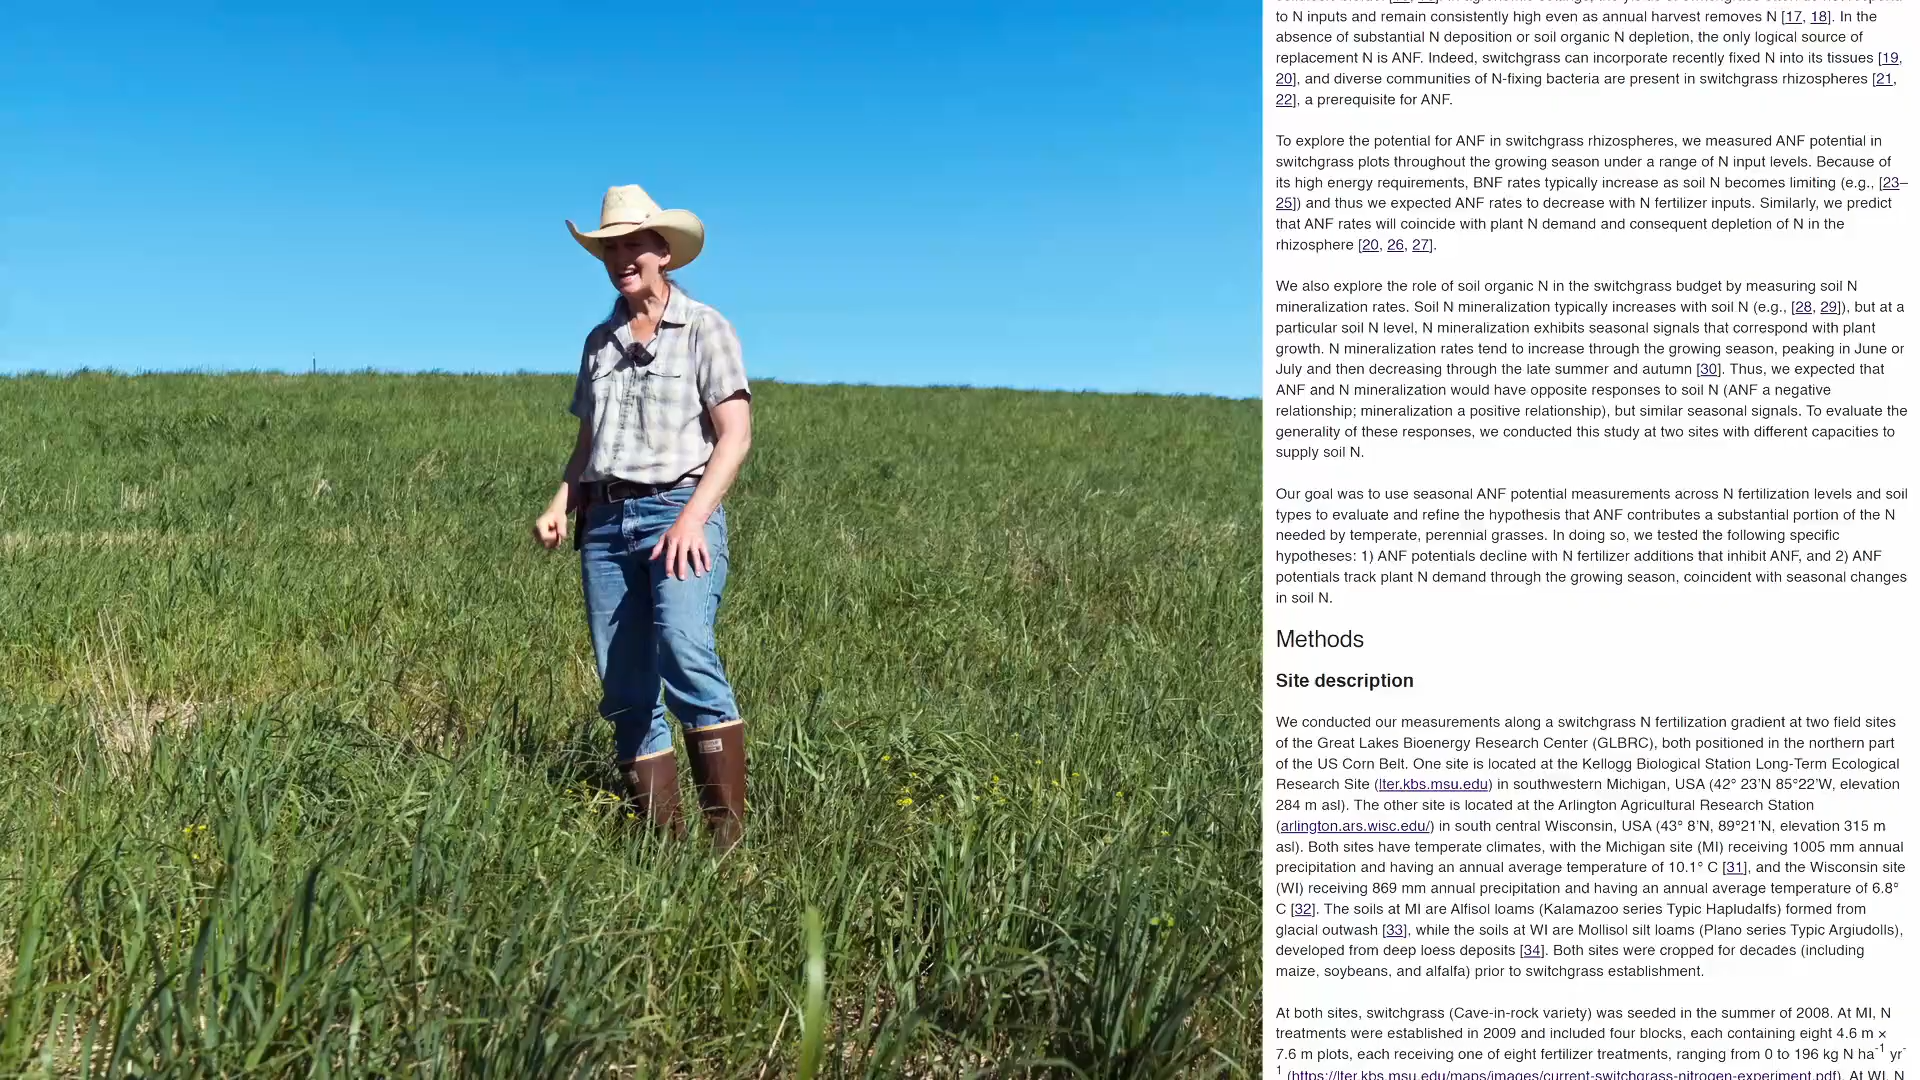 to N inputs and remain consistently high even as annual harvest removes N [17, 18]. In the
absence of substantial N deposition or soil organic N depletion, the only logical source of
replacement N is ANF. Indeed, switchgrass can incorporate recently fixed N into its tissues [19,
20], and diverse communities of N-fixing bacteria are present in switchgrass rhizospheres [21,
22], a prerequisite for ANF.
To explore the potential for ANF in switchgrass rhizospheres, we measured ANF potential in
switchgrass plots throughout the growing season under a range of N input levels. Because of
its high energy requirements, BNF rates typically increase as soil N becomes limiting (e.g., [23–
25]) and thus we expected ANF rates to decrease with N fertilizer inputs. Similarly, we predict
that ANF rates will coincide with plant N demand and consequent depletion of N in the
rhizosphere [20, 26, 27].
We also explore the role of soil organic N in the switchgrass budget by measuring soil N
mineralization rates. Soil N mineralization typically increases with soil N (e.g., [28, 29]), but at a
particular soil N level, N mineralization exhibits seasonal signals that correspond with plant
growth. N mineralization rates tend to increase through the growing season, peaking in June or
July and then decreasing through the late summer and autumn [30]. Thus, we expected that
ANF and N mineralization would have opposite responses to soil N (ANF a negative
relationship; mineralization a positive relationship), but similar seasonal signals. To evaluate the
generality of these responses, we conducted this study at two sites with different capacities to
supply soil N.
Our goal was to use seasonal ANF potential measurements across N fertilization levels and soil
types to evaluate and refine the hypothesis that ANF contributes a substantial portion of the N
needed by temperate, perennial grasses. In doing so, we tested the following specific
hypotheses: 1) ANF potentials decline with N fertilizer additions that inhibit ANF, and 2) ANF
potentials track plant N demand through the growing season, coincident with seasonal changes
in soil N.
Methods
Site description
We conducted our measurements along a switchgrass N fertilization gradient at two field sites
of the Great Lakes Bioenergy Research Center (GLBRC), both positioned in the northern part
of the US Corn Belt. One site is located at the Kellogg Biological Station Long-Term Ecological
Research Site (lter.kbs.msu.edu) in southwestern Michigan, USA (42° 23'N 85°22'W, elevation
284 m asl). The other site is located at the Arlington Agricultural Research Station
(arlington.ars.wisc.edu/) in south central Wisconsin, USA (43° 8'N, 89°21'N, elevation 315 m
asl). Both sites have temperate climates, with the Michigan site (MI) receiving 1005 mm annual
precipitation and having an annual average temperature of 10.1° C [31], and the Wisconsin site
(WI) receiving 869 mm annual precipitation and having an annual average temperature of 6.8°
C [32]. The soils at MI are Alfisol loams (Kalamazoo series Typic Hapludalfs) formed from
glacial outwash [33], while the soils at WI are Mollisol silt loams (Plano series Typic Argiudolls),
developed from deep loess deposits [34]. Both sites were cropped for decades (including
maize, soybeans, and alfalfa) prior to switchgrass establishment.
At both sites, switchgrass (Cave-in-rock variety) was seeded in the summer of 2008. At MI, N
treatments were established in 2009 and included four blocks, each containing eight 4.6 m ×
7.6 m plots, each receiving one of eight fertilizer treatments, ranging from 0 to 196 kg N ha-1 yr-
1 (https://lter.kbs.msu.edu/maps/images/current-switchgrass-nitrogen-experiment.pdf). At WI, N